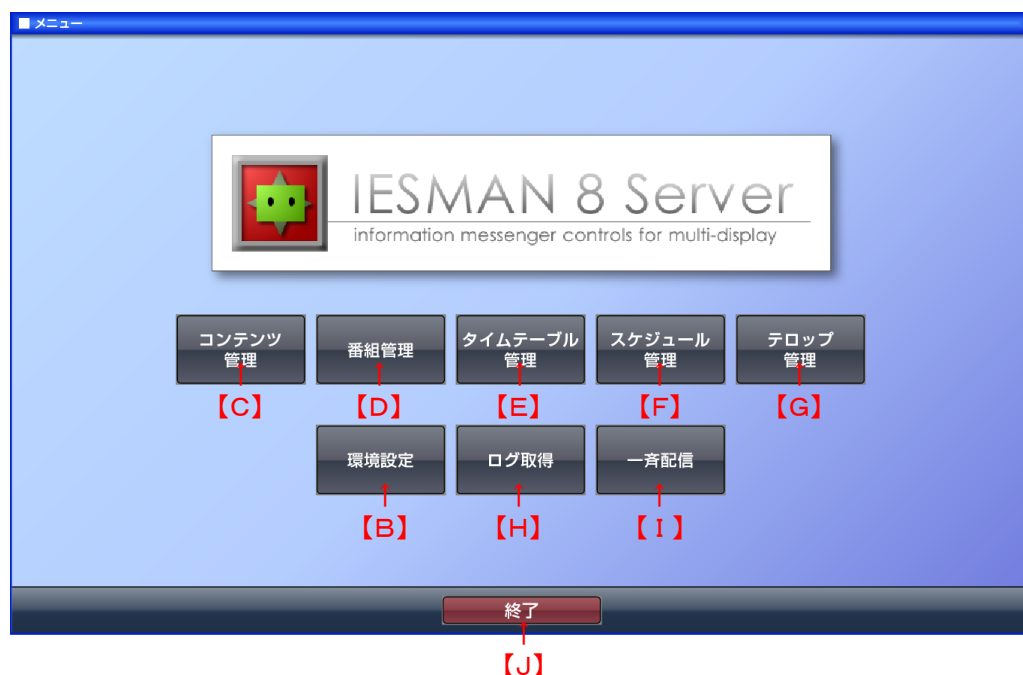 メニュー
IESMAN 8 Server
information messenger controls for multi-display
コンテンツ
管理
番組管理
タイムテーブル
管理
スケジュール
管理
テロップ
管理
【C】
【D】
【E】
【F】
【G】
環境設定
ログ取得
一斉配信
【B】
【H】
【I】
終了
【J】